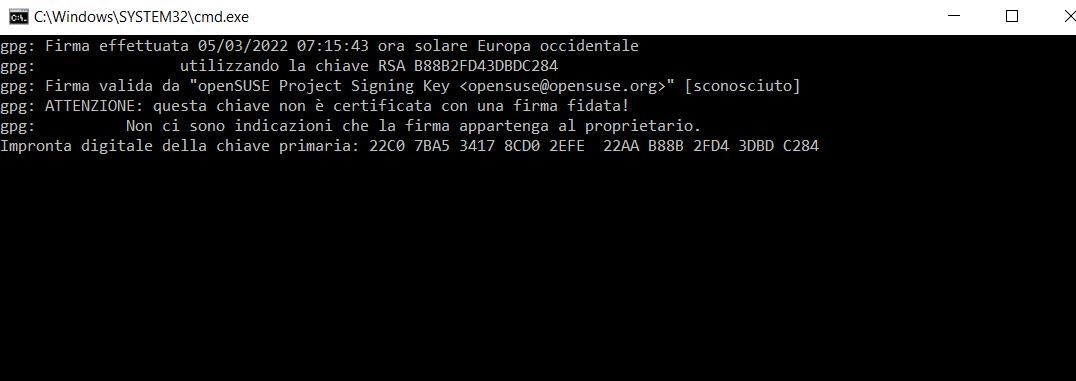 C:\Windows\SYSTEM32\cmd.exe
gpg: Firma effettuata 05/03/2022 07:15:43 ora solare Europa occidentale
gpg:                utilizzando la chiave RSA B88B2FD43DBDC284
gpg: Firma valida da "openSUSE Project Signing Key <opensuse@opensuse.org>" [sconosciuto]
gpg: ATTENZIONE: questa chiave non è certificata con una firma fidata!
gpg:          Non ci sono indicazioni che la firma appartenga al proprietario.
Impronta digitale della chiave primaria: 22C0 7BA5 3417 8CD0 2EFE  22AA B88B 2FD4 3DBD C284